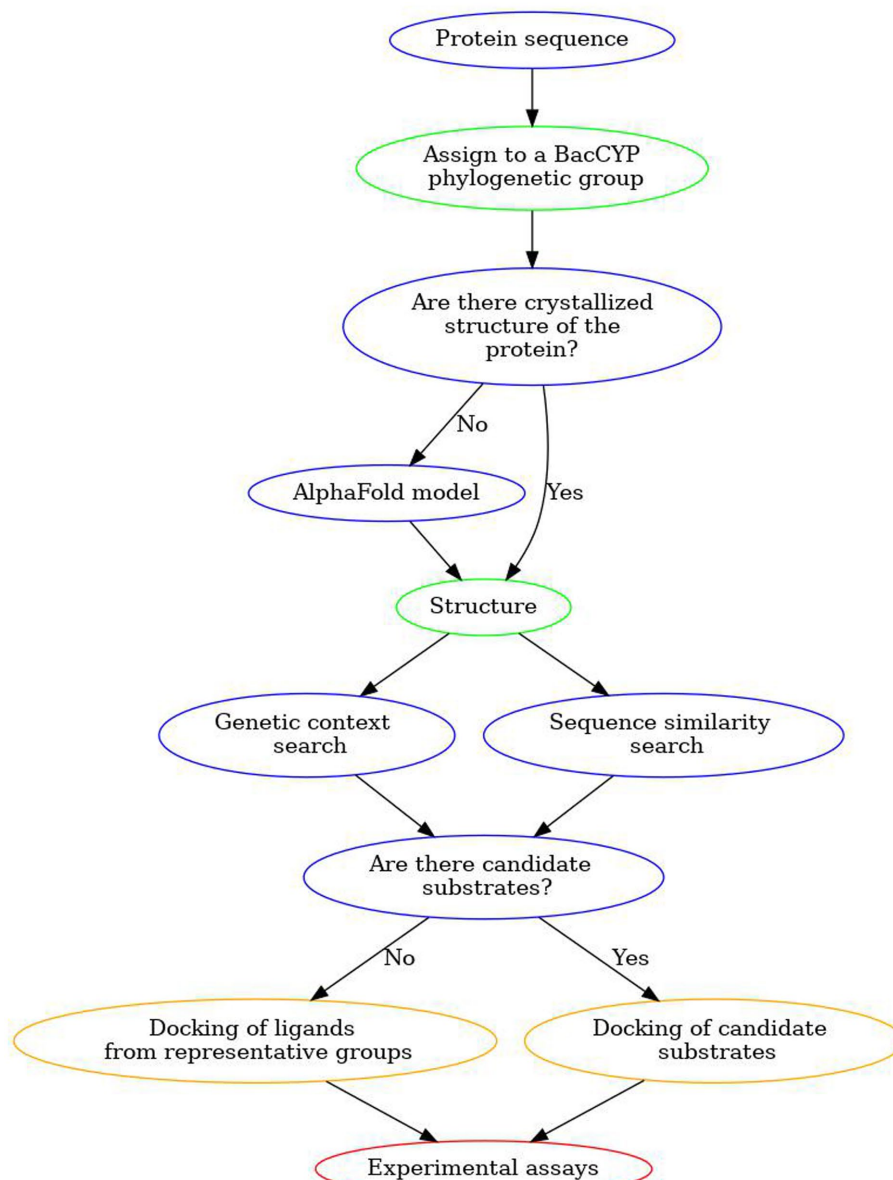 Protein sequence
Assign to a BacCYP
phylogenetic group
Are there crystallized
structure of the
protein?
No
AlphaFold model
Yes
Structure
Genetic context
search
Sequence similarity
search
Are there candidate
substrates?
No
Yes
Docking of ligands
from representative groups
Docking of candidate
substrates
Experimental assays